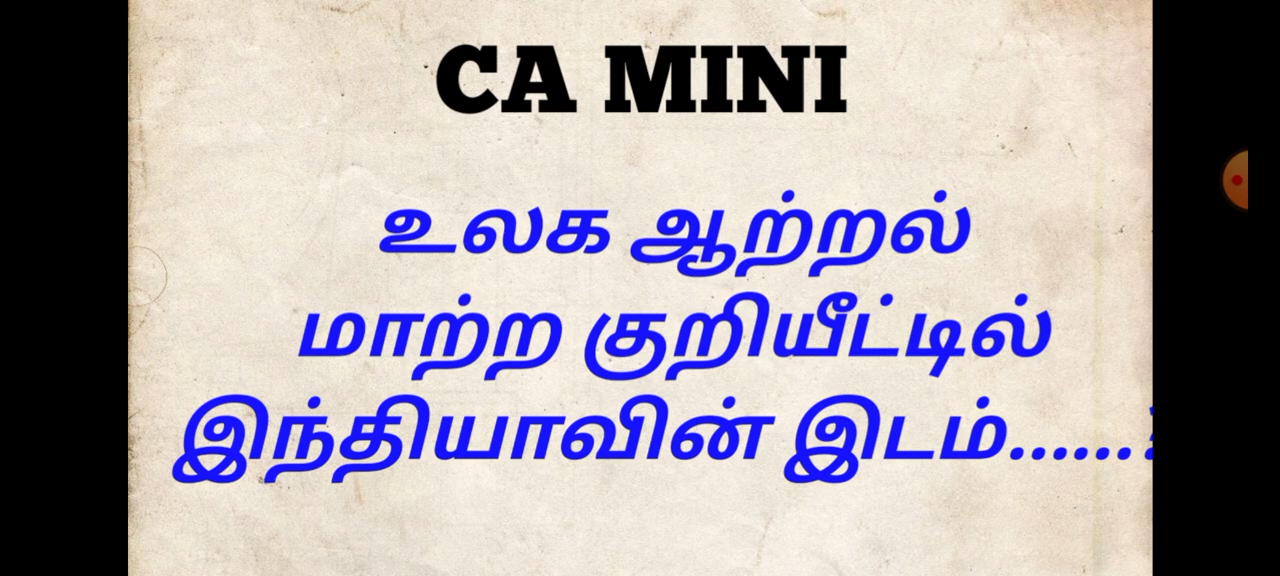 CA MINI
உலக ஆற்றல்
மாற்ற குறியீட்டில்
இந்தியாவின் இடம்......?